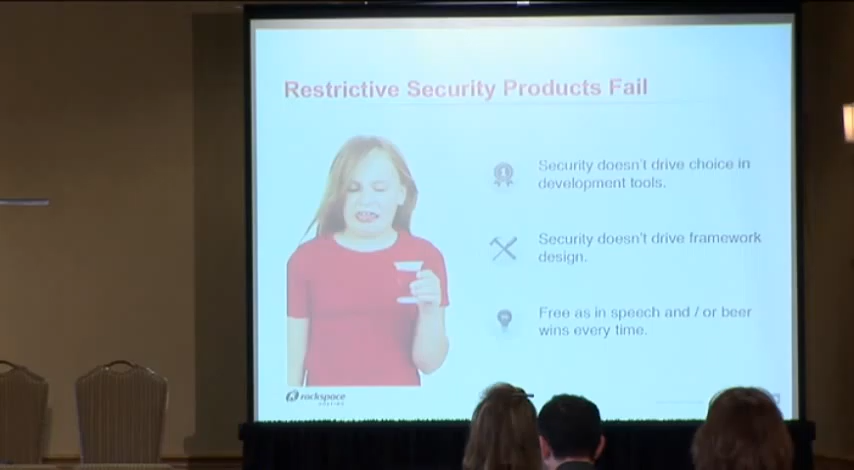 Restrictive Security Products Fail
Security doesn't drive choice in
development tools.
Security doesn't drive framework
design.
Free as in speech and / or beer
wins every time.
rackspace
HOSTING